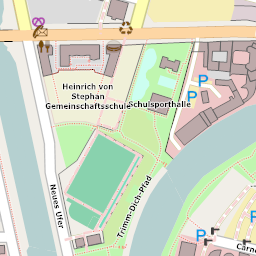 Heinrich von
Stephan
Gemeinschaftsschule
Schulsporthalle
P
P
P
P
Trimm-Dich-Pfad
Neues Ufer